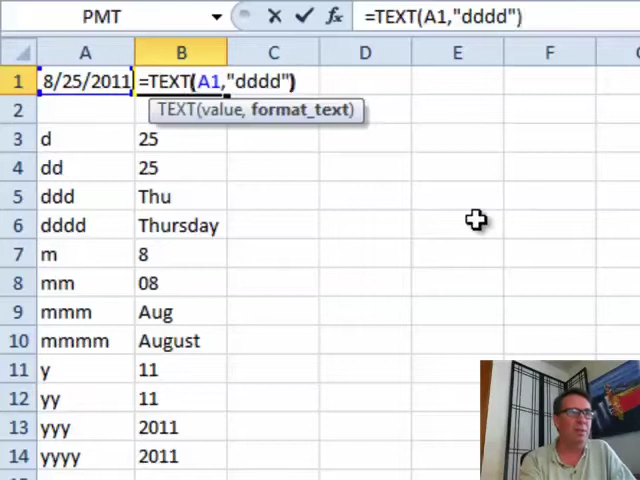 PMT =TEXT(A1,"dddd")
A B C D E
1 8/25/2011 =TEXT(A1,"dddd")
2 TEXT(value, format_text)
3 d 25
4 dd 25
5 ddd Thu
6 dddd Thursday
7 m 8
8 mm 08
9 mmm Aug
10 mmmm August
11 y 11
12 yy 11
13 yyy 2011
14 yyyy 2011